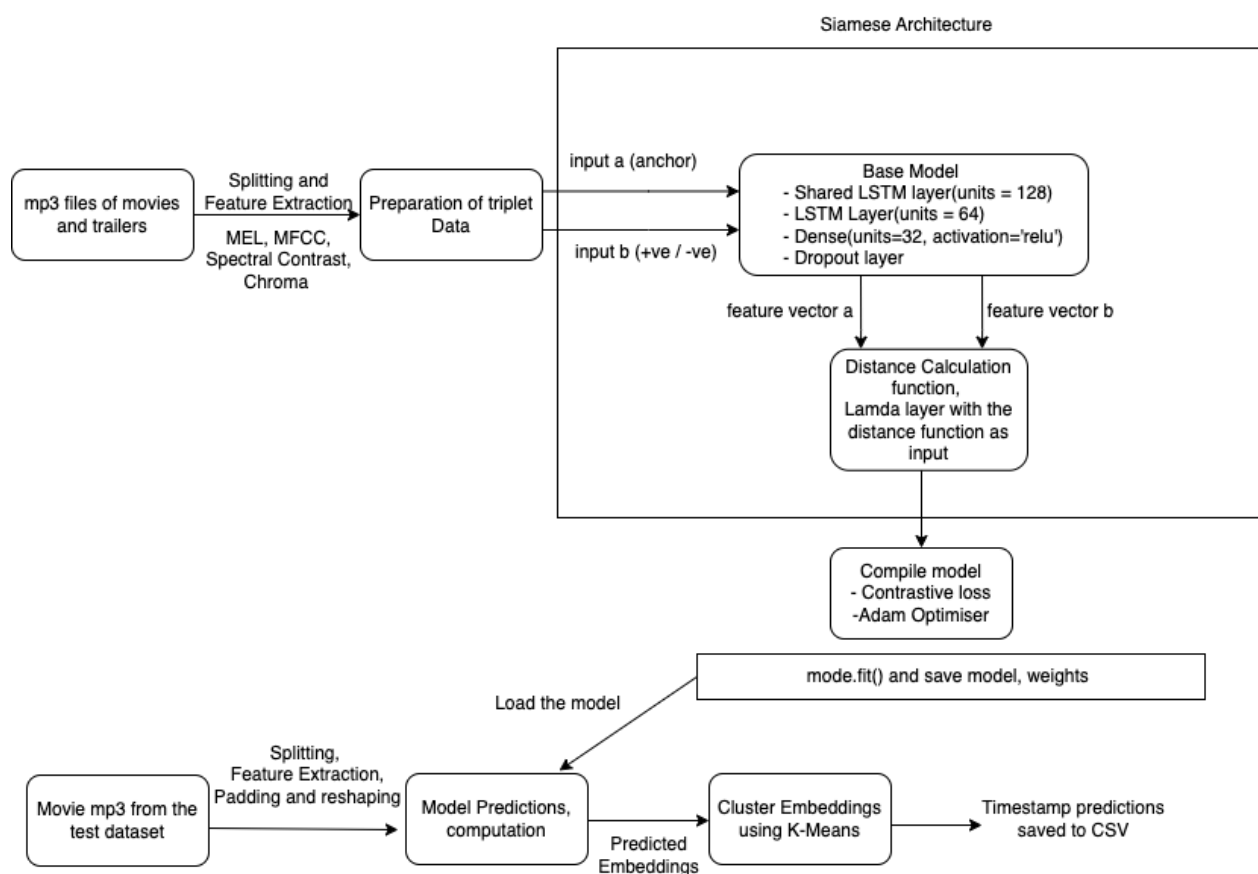 Siamese Architecture
mp3 files of movies
and trailers
Splitting and
Feature Extraction
MEL, MFCC,
Spectral Contrast,
Chroma
Preparation of triplet
Data
input a (anchor)
input b (+ve / -ve)
Base Model
- Shared LSTM layer(units = 128)
- LSTM Layer(units = 64)
- Dense(units=32, activation='relu')
- Dropout layer
feature vector a
feature vector b
Distance Calculation
function,
Lamda layer with the
distance function as
input
Compile model
- Contrastive loss
-Adam Optimiser
mode.fit() and save model, weights
Load the model
Movie mp3 from the
test dataset
Splitting,
Feature Extraction,
Padding and reshaping
Model Predictions,
computation
Predicted
Embeddings
Cluster Embeddings
using K-Means
Timestamp predictions
saved to CSV